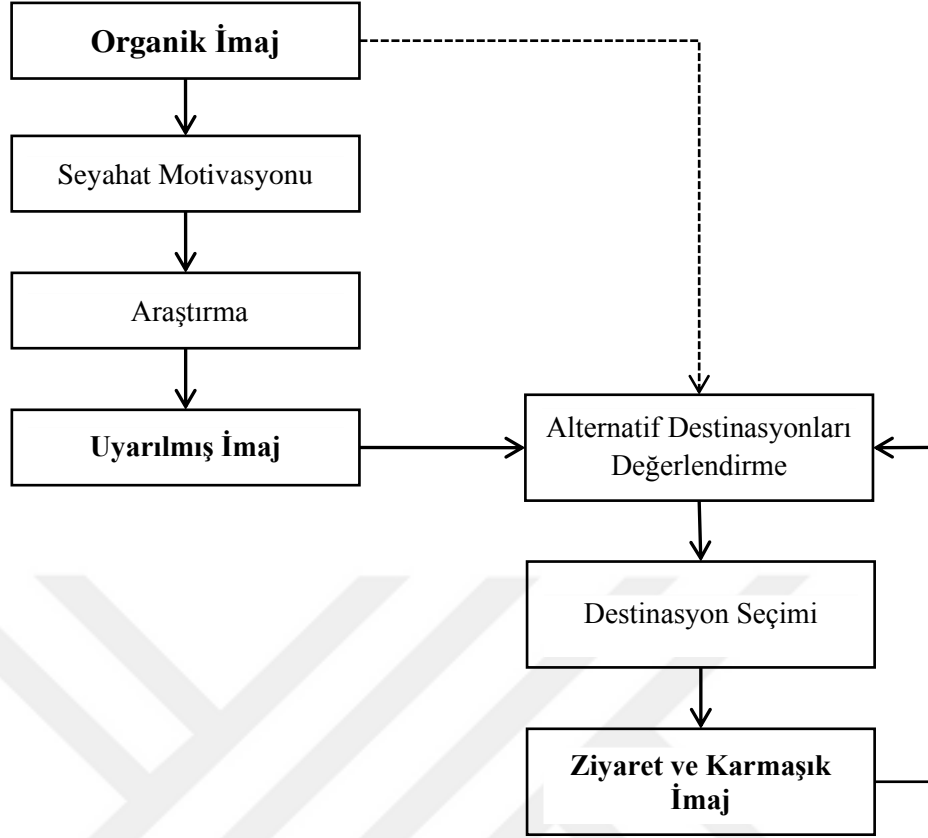 Organik İmaj
Seyahat Motivasyonu
Araştırma
Uyarılmış İmaj
Alternatif Destinasyonları
Değerlendirme
Destinasyon Seçimi
Ziyaret ve Karmaşık
İmaj